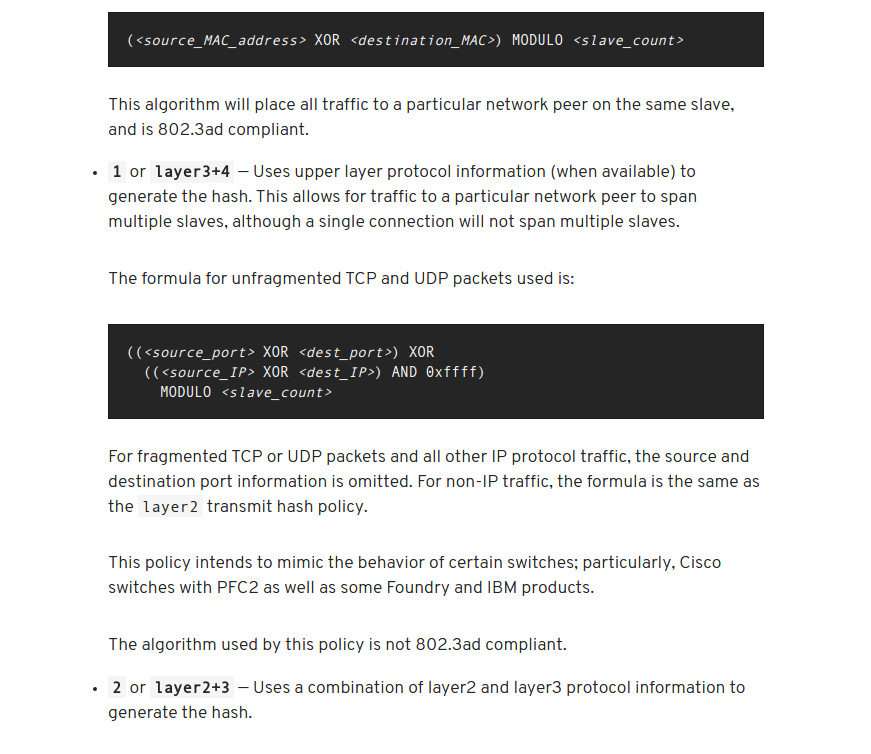 (<source_MAC_address> XOR <destination_MAC>) MODULO <slave_count>
This algorithm will place all traffic to a particular network peer on the same slave,
and is 802.3ad compliant.
• 1 or layer3+4 — Uses upper layer protocol information (when available) to
generate the hash. This allows for traffic to a particular network peer to span
multiple slaves, although a single connection will not span multiple slaves.
The formula for unfragmented TCP and UDP packets used is:
((<source_port> XOR <dest_port>) XOR
((<source_IP> XOR <dest_IP>) AND 0xffff)
MODULO <slave_count>
For fragmented TCP or UDP packets and all other IP protocol traffic, the source and
destination port information is omitted. For non-IP traffic, the formula is the same as
the layer2 transmit hash policy.
This policy intends to mimic the behavior of certain switches; particularly, Cisco
switches with PFC2 as well as some Foundry and IBM products.
The algorithm used by this policy is not 802.3ad compliant.
• 2 or layer2+3 — Uses a combination of layer2 and layer3 protocol information to
generate the hash.